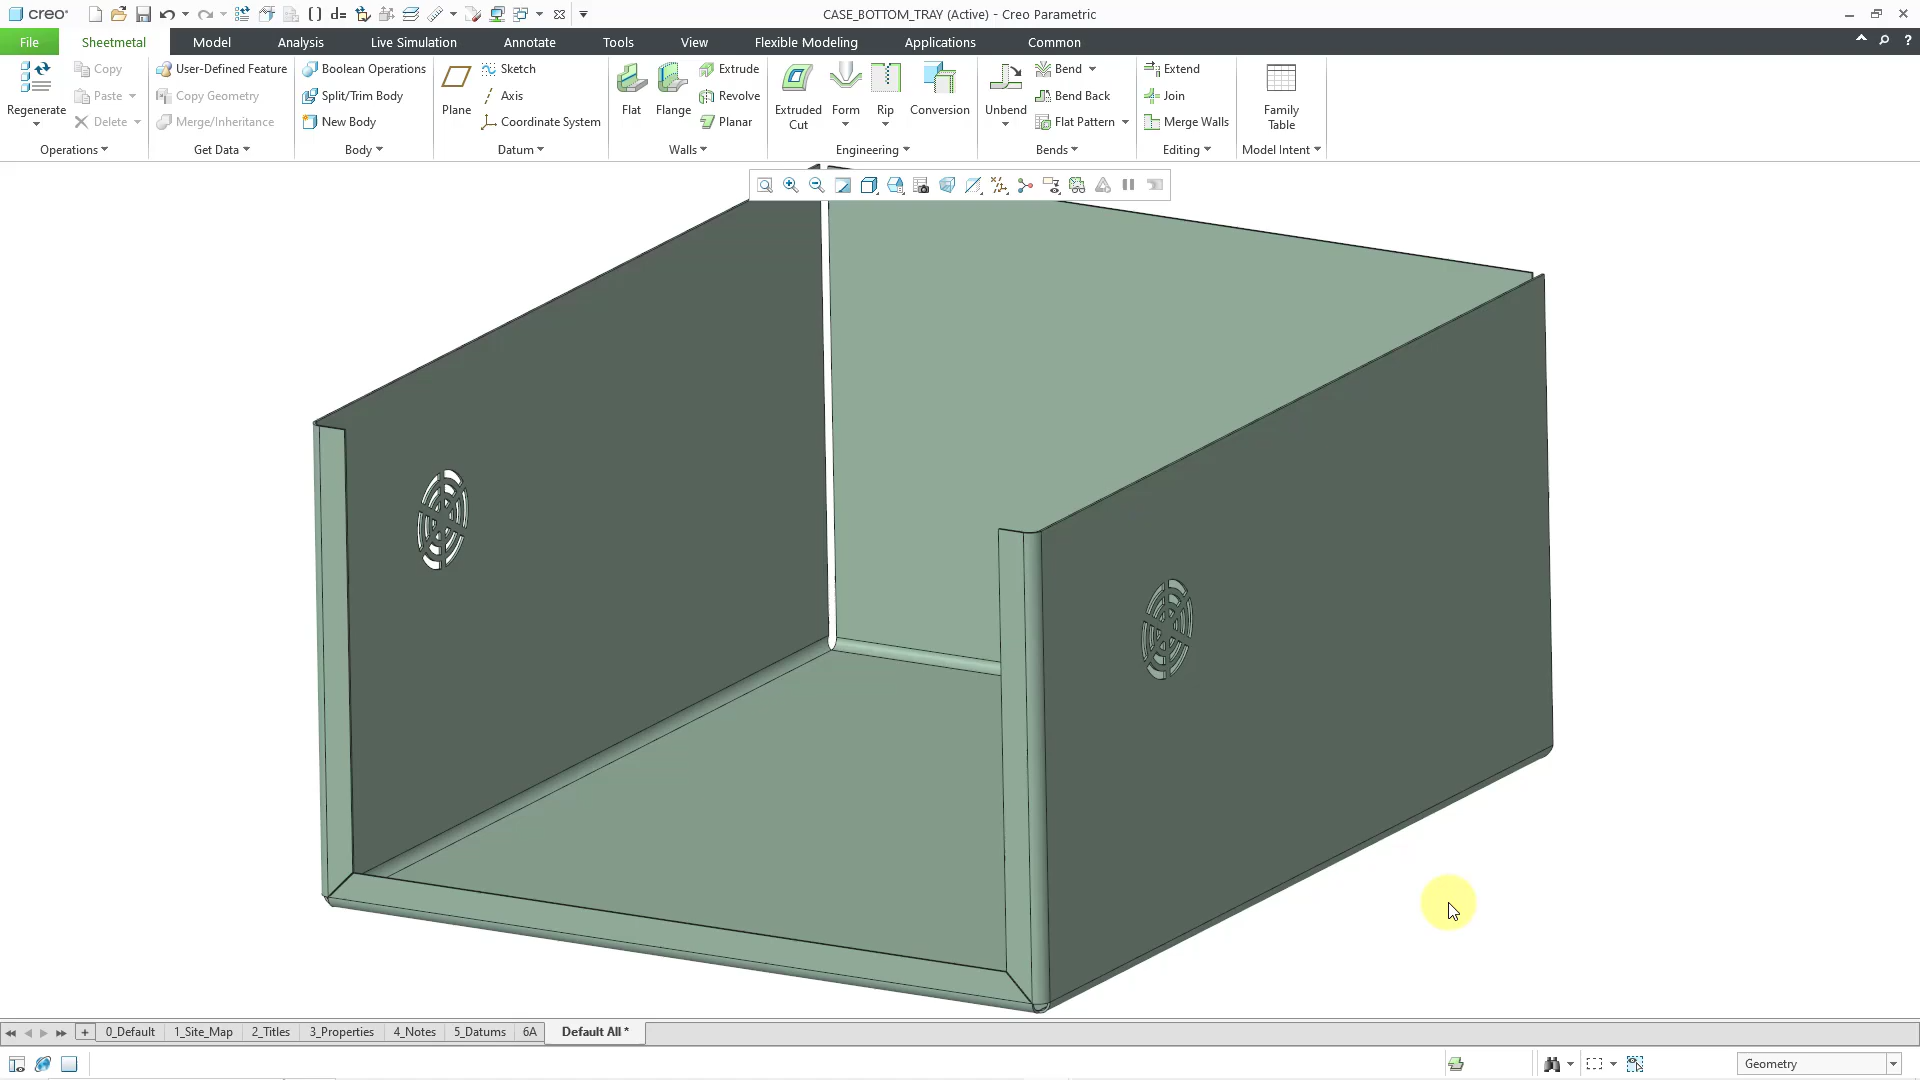 creo
d=
CASE_BOTTOM_TRAY (Active) - Creo Parametric
File Sheetmetal Model Analysis Live Simulation Annotate Tools View Flexible Modeling Applications Common
Regenerate
Copy
Paste
Delete
Operations
User-Defined Feature
Copy Geometry
Merge/Inheritance
Get Data
Boolean Operations
Split/Trim Body
New Body
Body
Plane
Sketch
Axis
Coordinate System
Datum
Flat
Flange
Extrude
Revolve
Planar
Walls
Extruded
Cut
Form
Rip
Conversion
Engineering
Unbend
Bend
Bend Back
Flat Pattern
Bends
Extend
Join
Merge Walls
Editing
Family
Table
Model Intent
0_Default 1_Site_Map 2_Titles 3_Properties 4_Notes 5_Datums 6A Default All *
Geometry